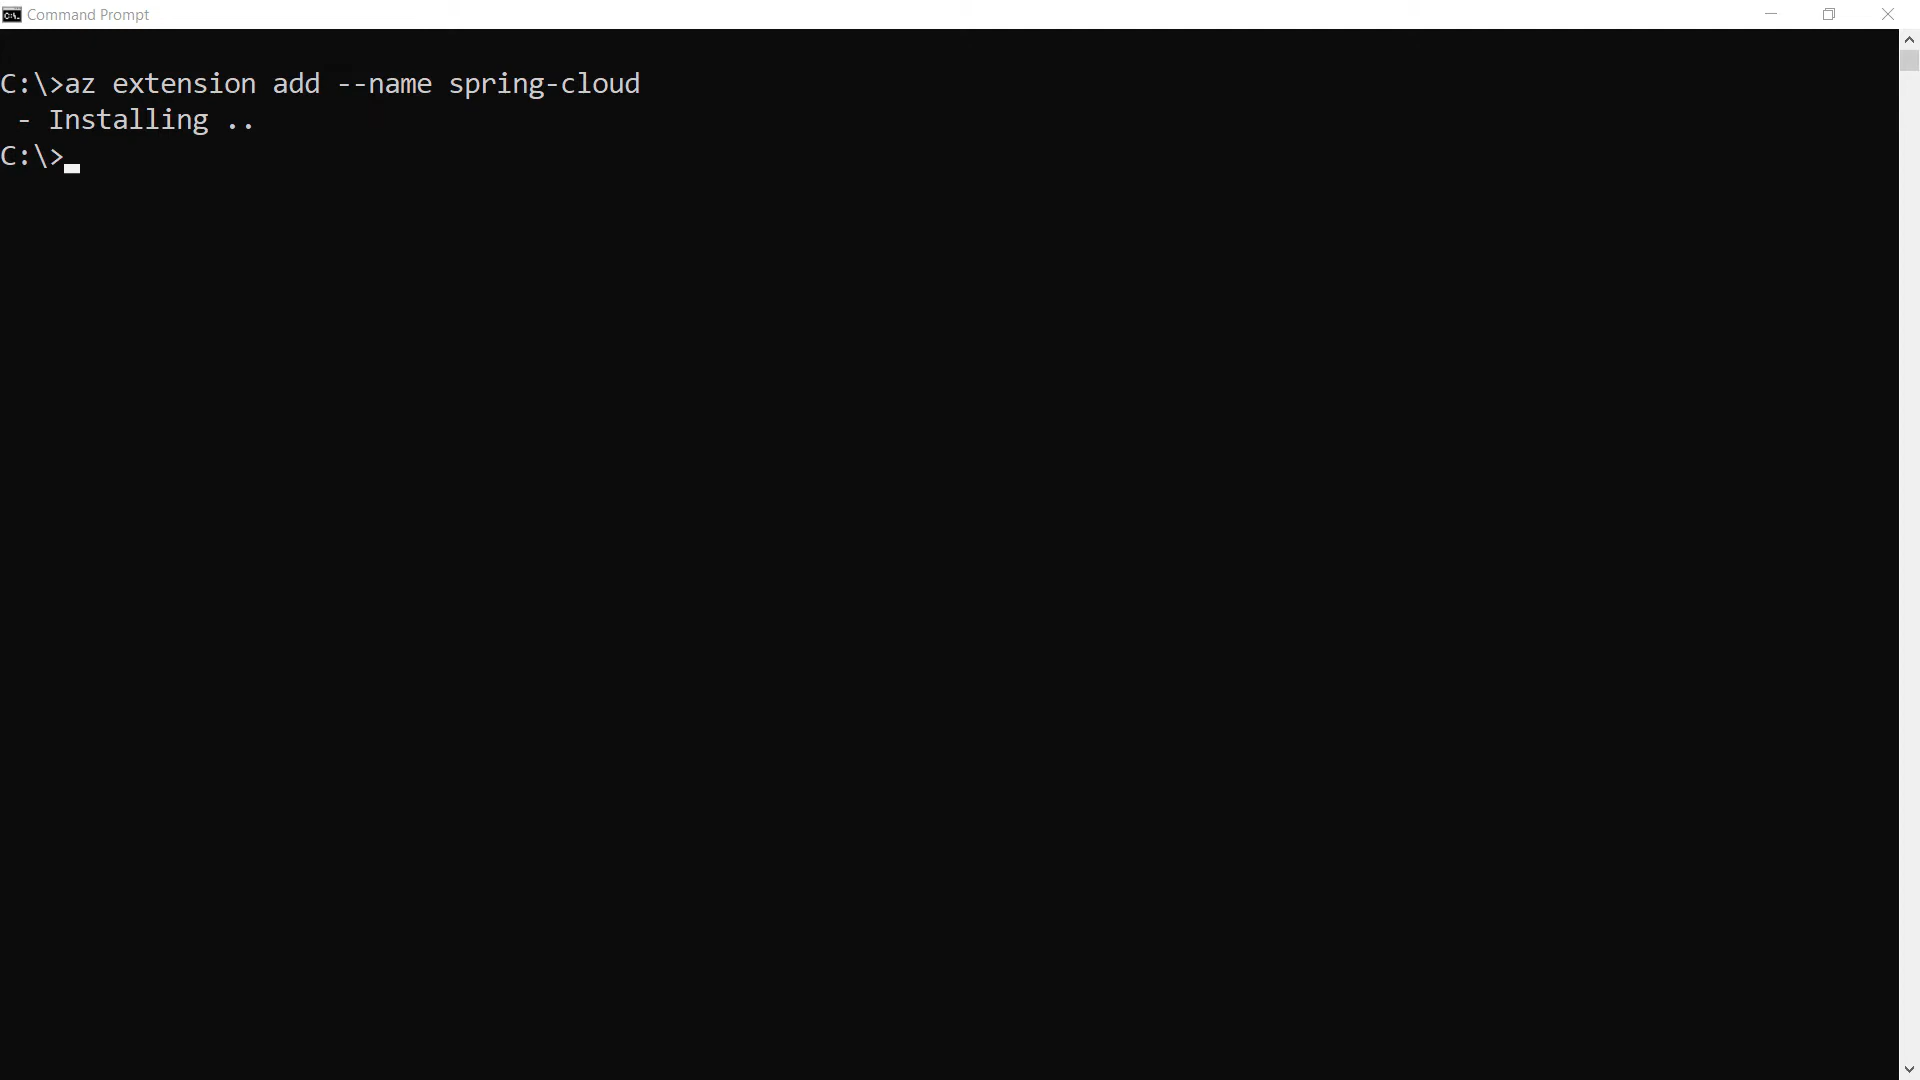 Command Prompt
C:\>az extension add --name spring-cloud
 - Installing ..
C:\>